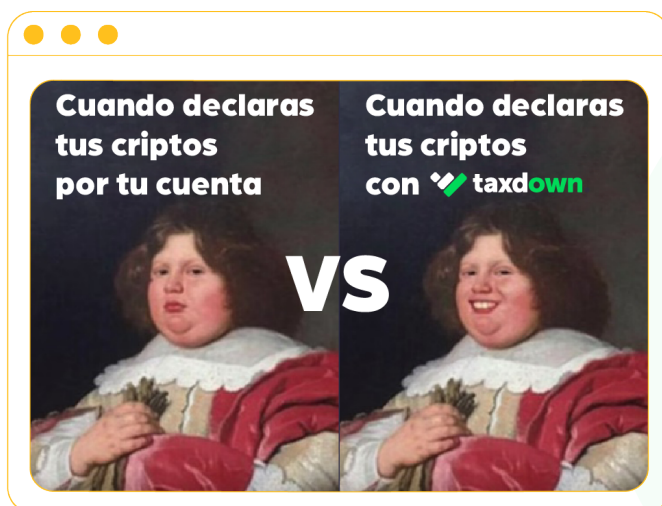 Cuando declaras
tus criptos
por tu cuenta
VS
Cuando declaras
tus criptos
con taxdown